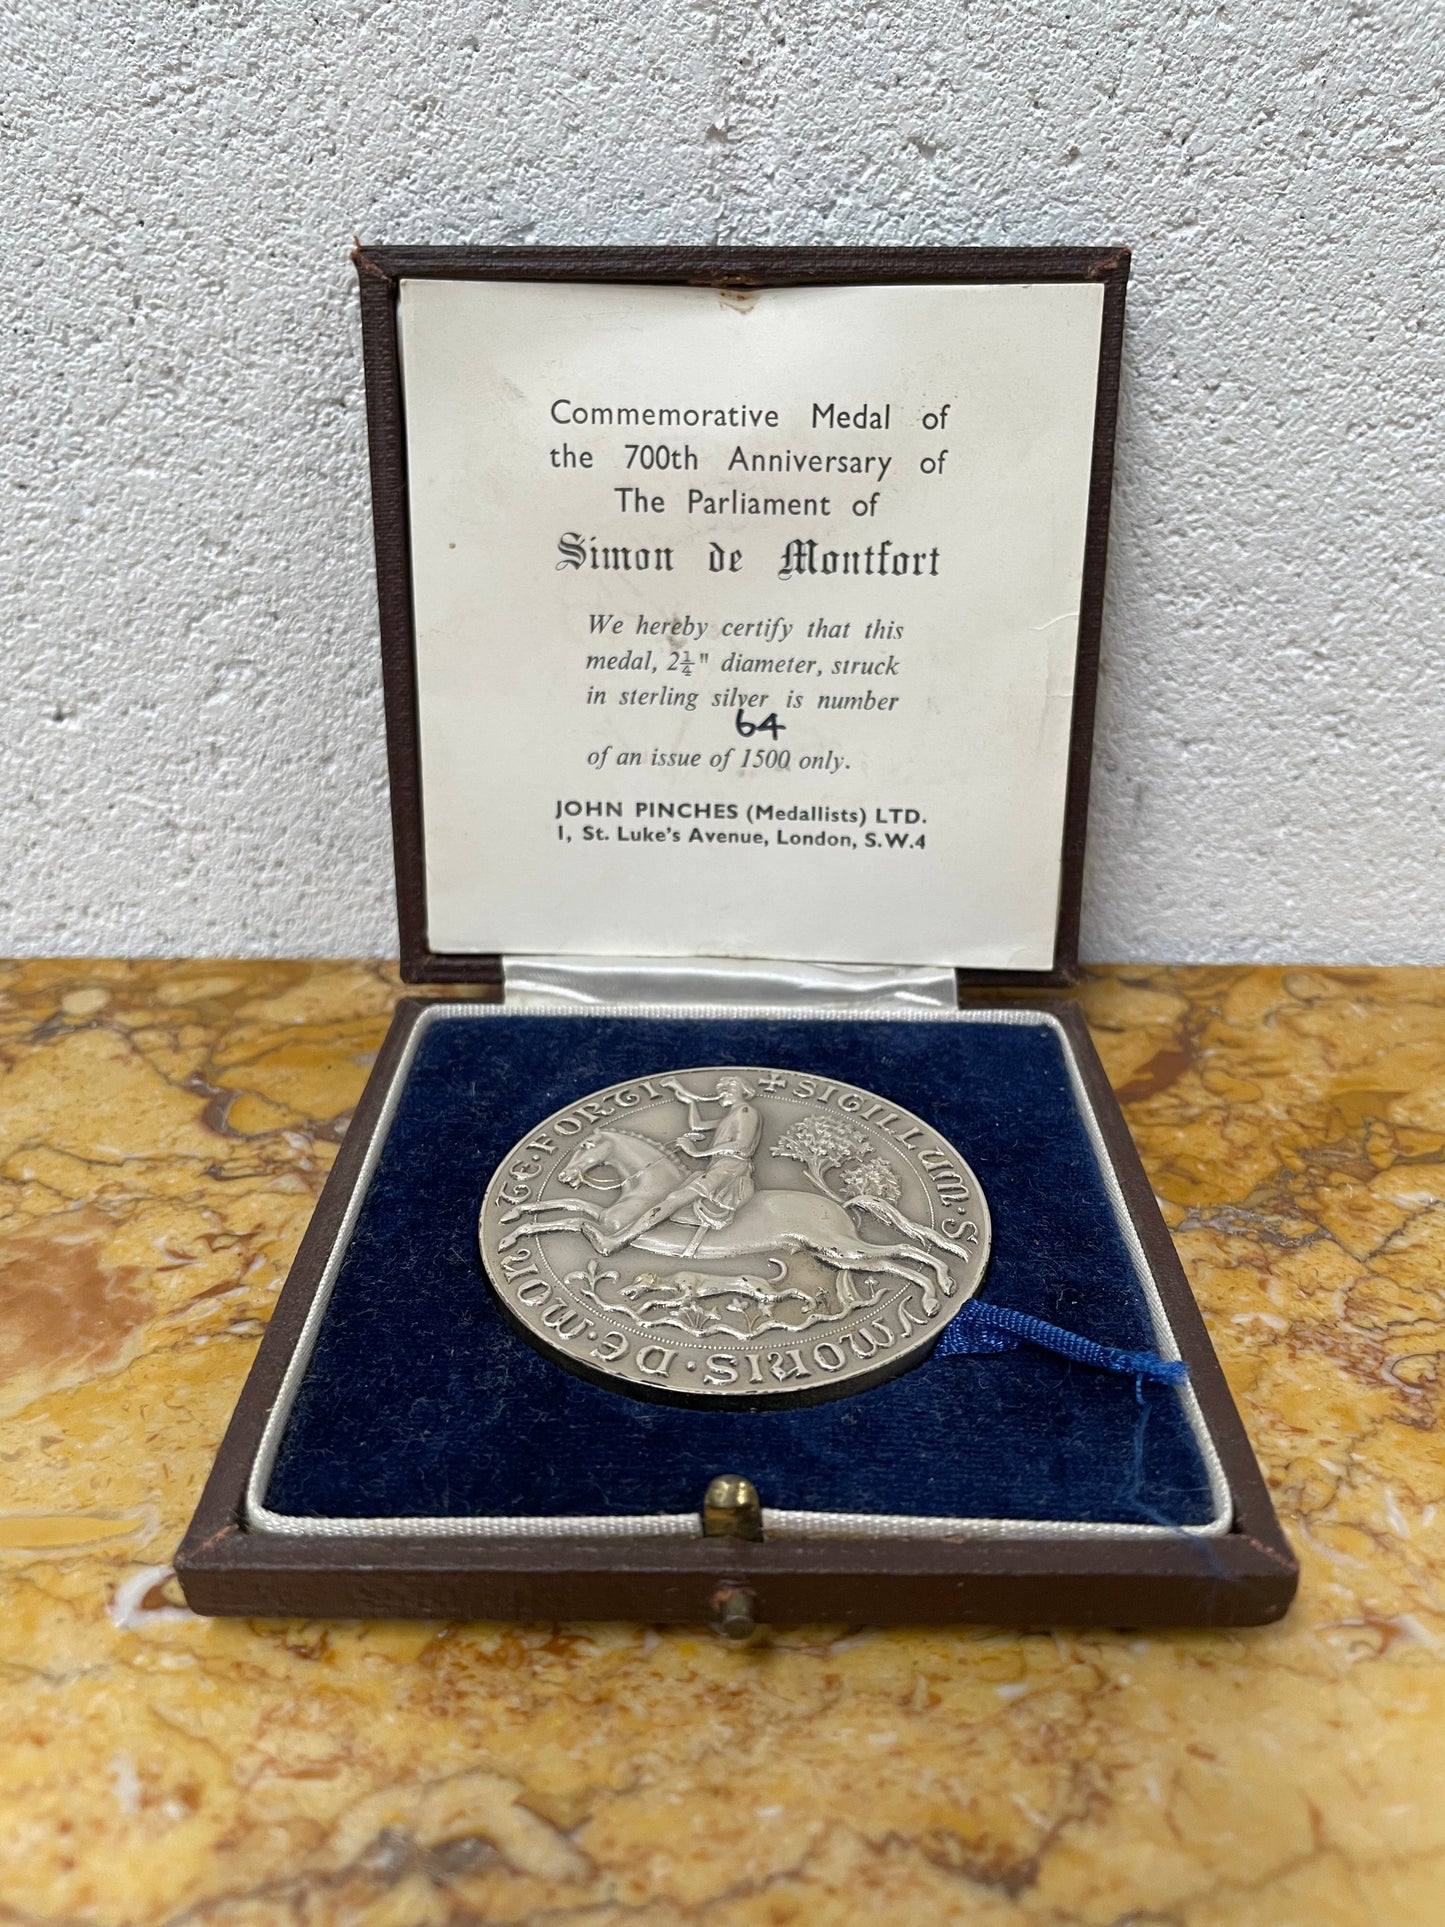 Commemorative Medal of
the 700th Anniversary of
The Parliament of
Simon de Montfort
We hereby certify that this
medal, 2¼" diameter, struck
in sterling silver is number
64
of an issue of 1500 only.
JOHN PINCHES (Medallists) LTD.
1, St. Luke's Avenue, London, S.W.4
✠ SIGILLUM · SYMORIS · DE · MONTE · FORTI